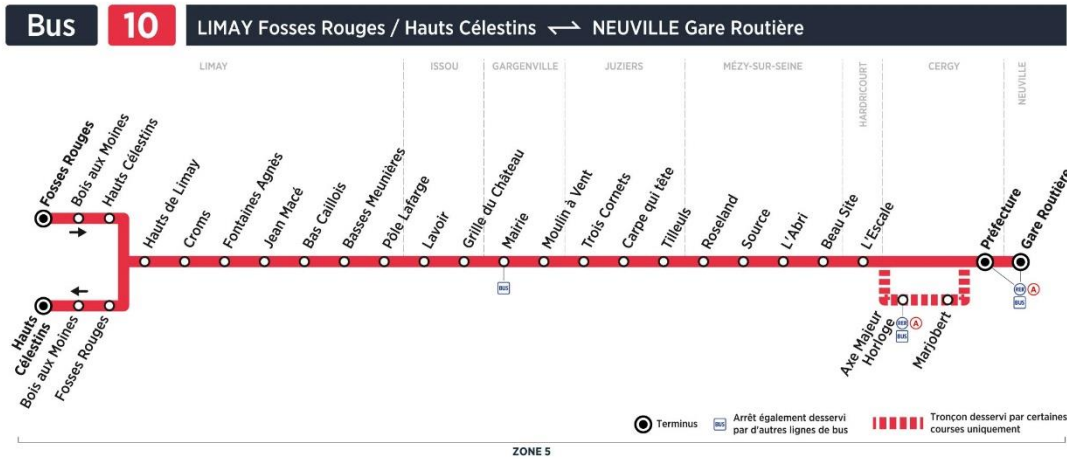 Bus 10 LIMAY Fosses Rouges / Hauts Célestins NEUVILLE Gare Routière
LIMAY
ISSOU
GARGENVILLE
JUZIERS
MÉZY-SUR-SEINE
HARDRICOURT
CERGY
NEUVILLE
Fosses Rouges
Bois aux Moines
Hauts Célestins
Hauts de Limay
Croms
Fontaines Agnès
Jean Macé
Bas Caillois
Basses Meunières
Pôle Lafarge
Lavoir
Grille du Château
Mairie
Moulin à Vent
Trois Cornets
Carpe qui tête
Tilleuls
Roseland
Source
L'Abri
Beau Site
L'Escale
Préfecture
Gare Routière
BUS
RER A
BUS
Hauts
Célestins
Bois aux Moines
Fosses Rouges
Axe Majeur
Horloge
RER A
BUS
Marjobert
Terminus
BUS
Arrêt également desservi
par d'autres lignes de bus
Tronçon desservi par certaines
courses uniquement
ZONE 5